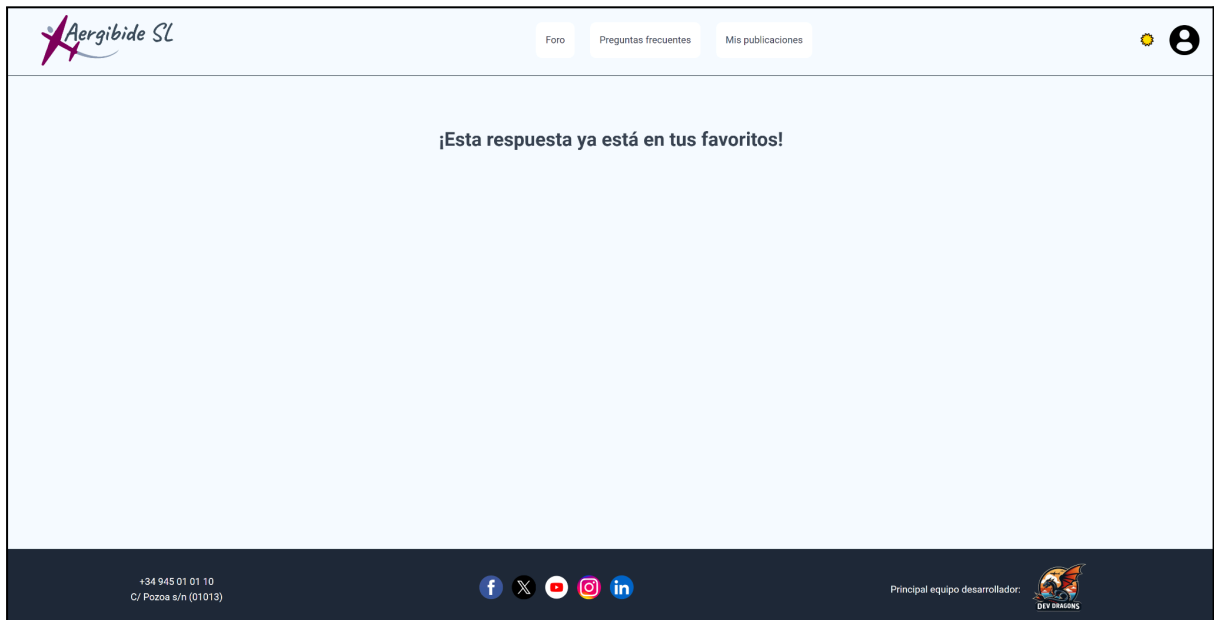 Aergibide SL
Foro
Preguntas frecuentes
Mis publicaciones
¡Esta respuesta ya está en tus favoritos!
+34 945 01 01 10
C/ Pozoa s/n (01013)
f
X
in
Principal equipo desarrollador:
DEV DRAGONS